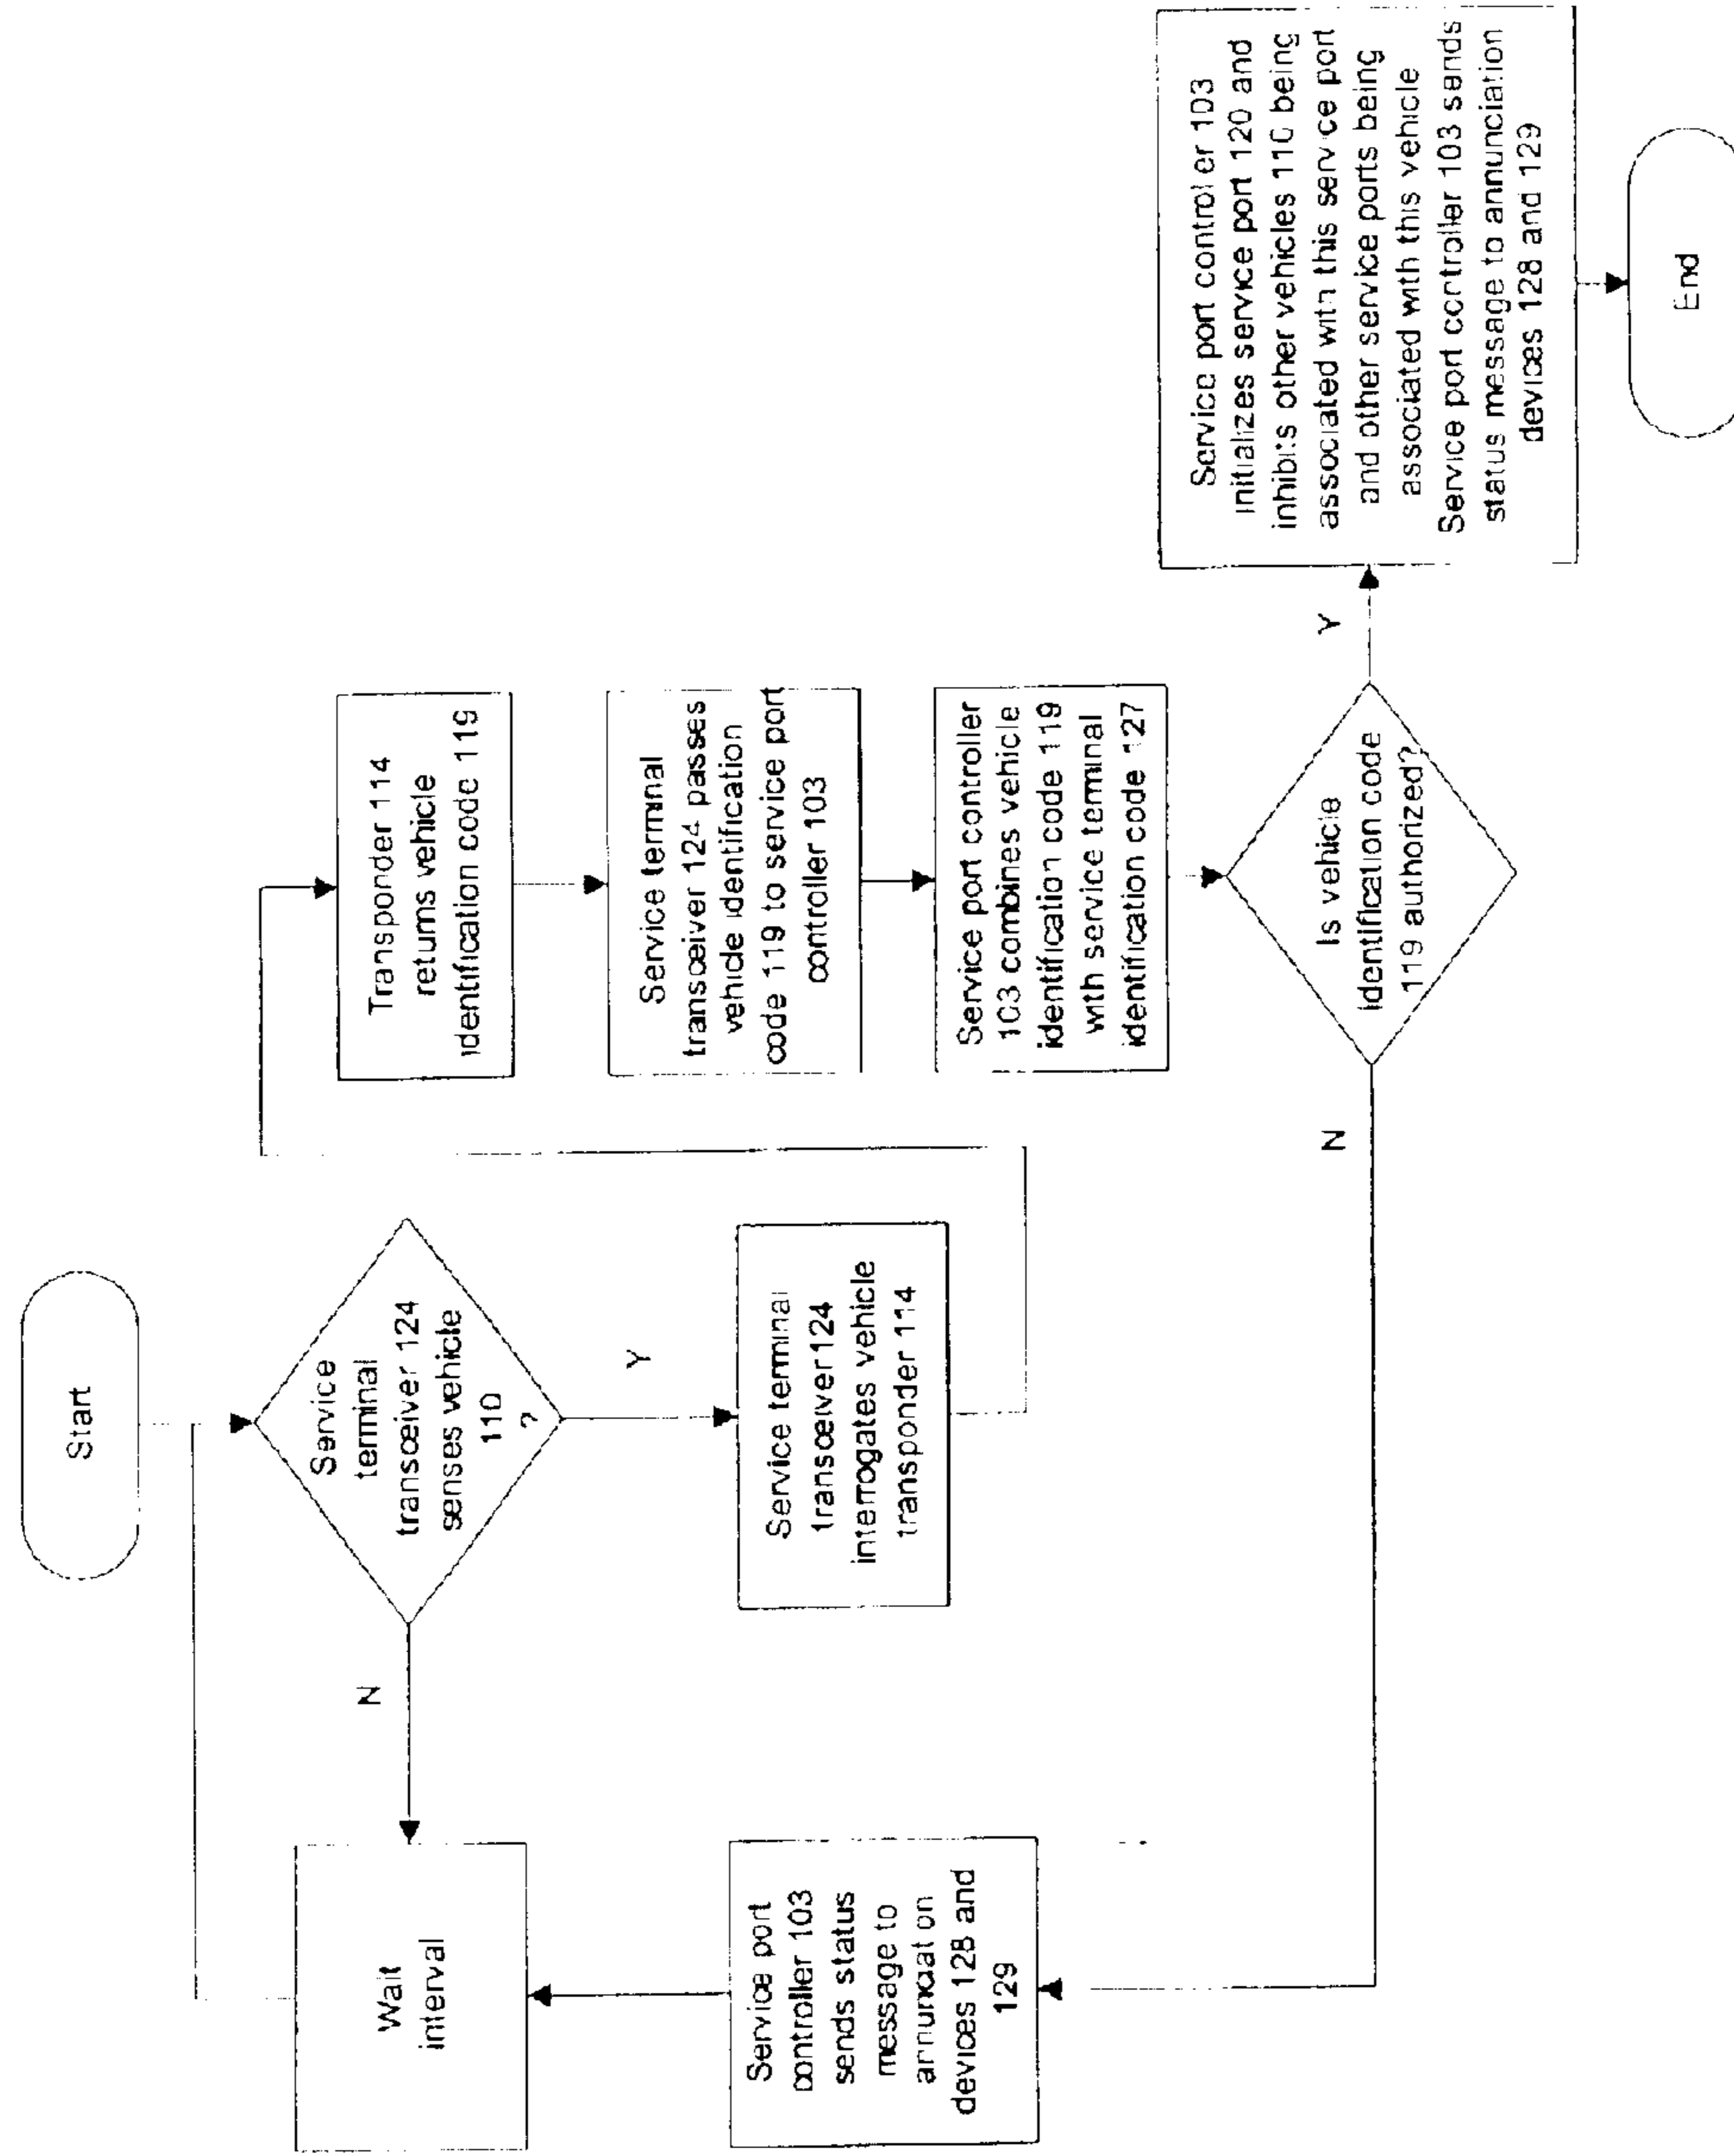 Start
Service
terminal
transceiver 124
senses vehicle
110
?
N
Y
Wait
interval
Service terminal
transceiver 124
interrogates vehicle
transponder 114
Transponder 114
returns vehicle
identification code 119
Service terminal
transceiver 124 passes
vehicle identification
code 119 to service port
controller 103
Service port controller
103 combines vehicle
identification code 119
with service terminal
identification code 127
Is vehicle
identification code
119 authorized?
N
Y
Service port
controller 103
sends status
message to
annunciation
devices 128 and
129
Service port controller 103
initializes service port 120 and
inhibits other vehicles 110 being
associated with this service port
and other service ports being
associated with this vehicle
Service port controller 103 sends
status message to annunciation
devices 128 and 129
End